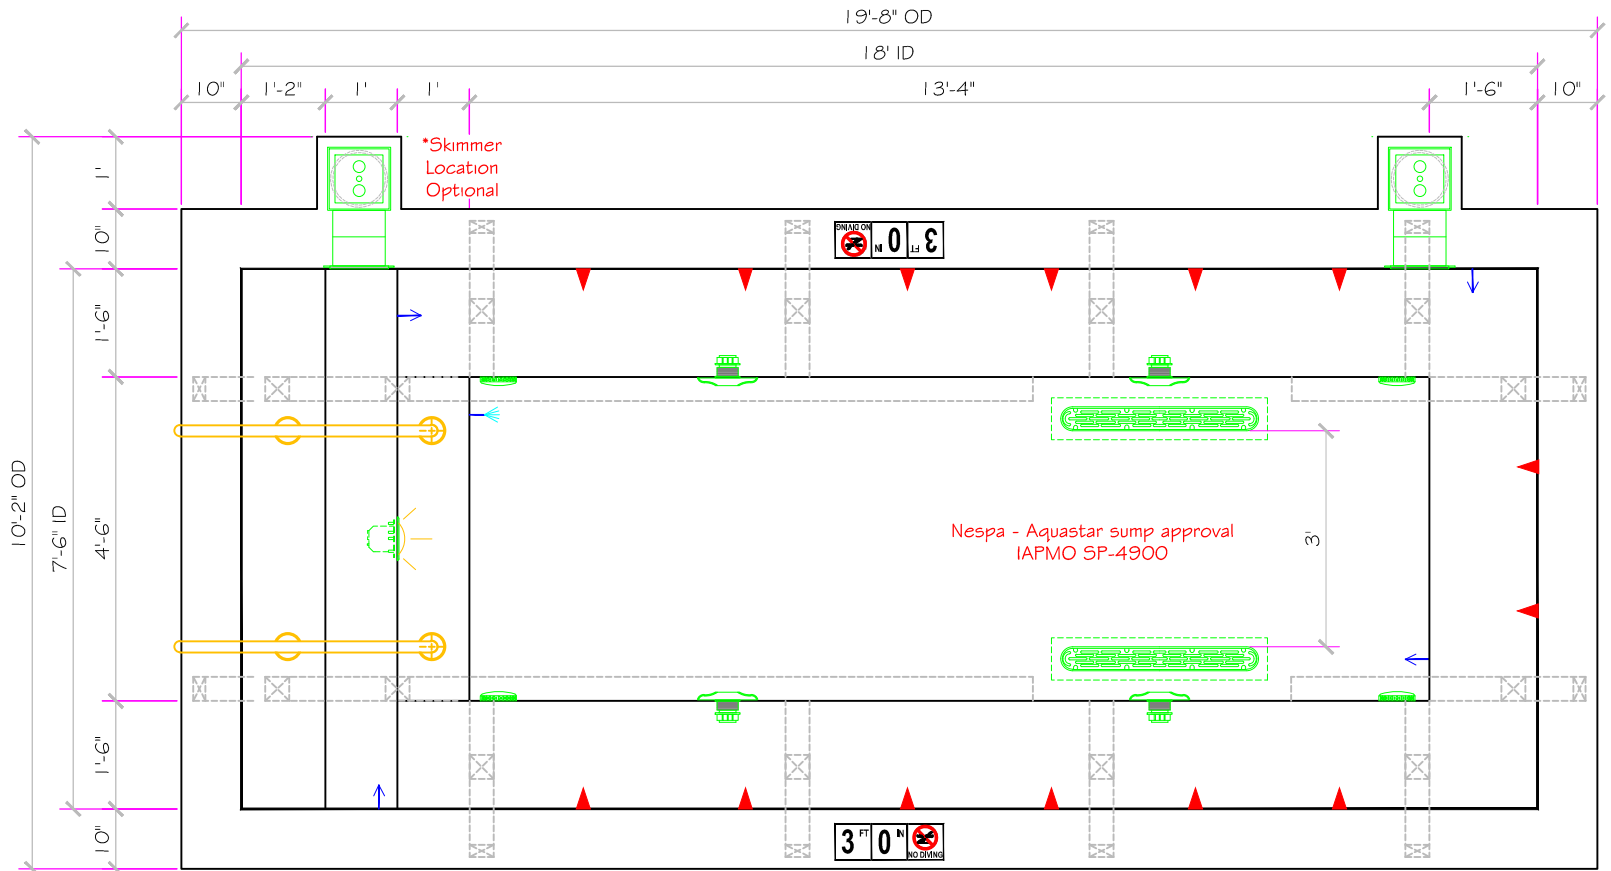 19'-8" OD
18' ID
10"
1'-2"
1'
1'
13'-4"
1'-6"
10"
*Skimmer
Location
Optional
1'
10"
1'-6"
4'-6"
1'-6"
10"
10'-2" OD
7'-6" ID
3 FT
0 IN
NO DIVING
Nespa - Aquastar sump approval
IAPMO SP-4900
3'
3 FT
0 IN
NO DIVING